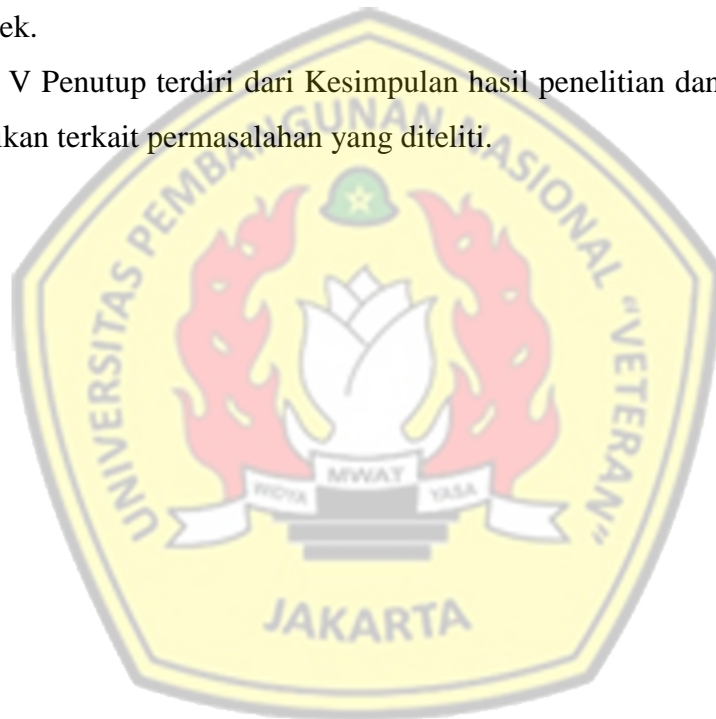 ek.
V Penutup terdiri dari Kesimpulan hasil penelitian dan
kan terkait permasalahan yang diteliti.
UNIVERSITAS PEMBANGUNAN NASIONAL "VETERAN"
WIDYA MWAT YASA
JAKARTA